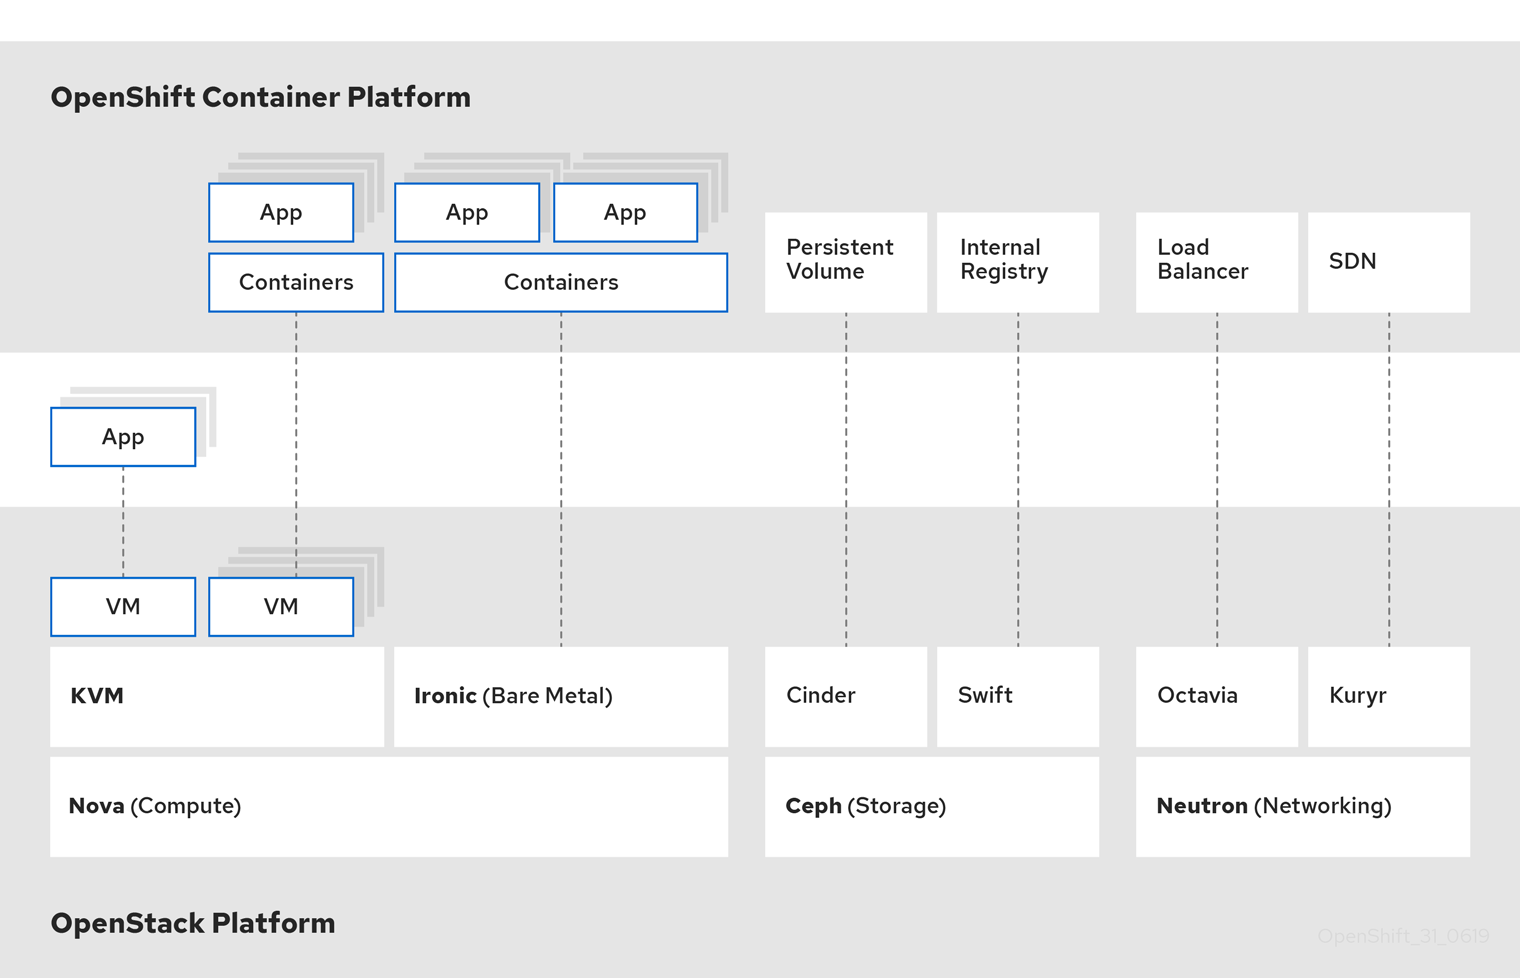 OpenShift Container Platform
App
App
App
Containers
Containers
Persistent
Volume
Internal
Registry
Load
Balancer
SDN
App
VM
VM
KVM
Ironic (Bare Metal)
Cinder
Swift
Octavia
Kuryr
Nova (Compute)
Ceph (Storage)
Neutron (Networking)
OpenStack Platform
OpenShift_31_0619